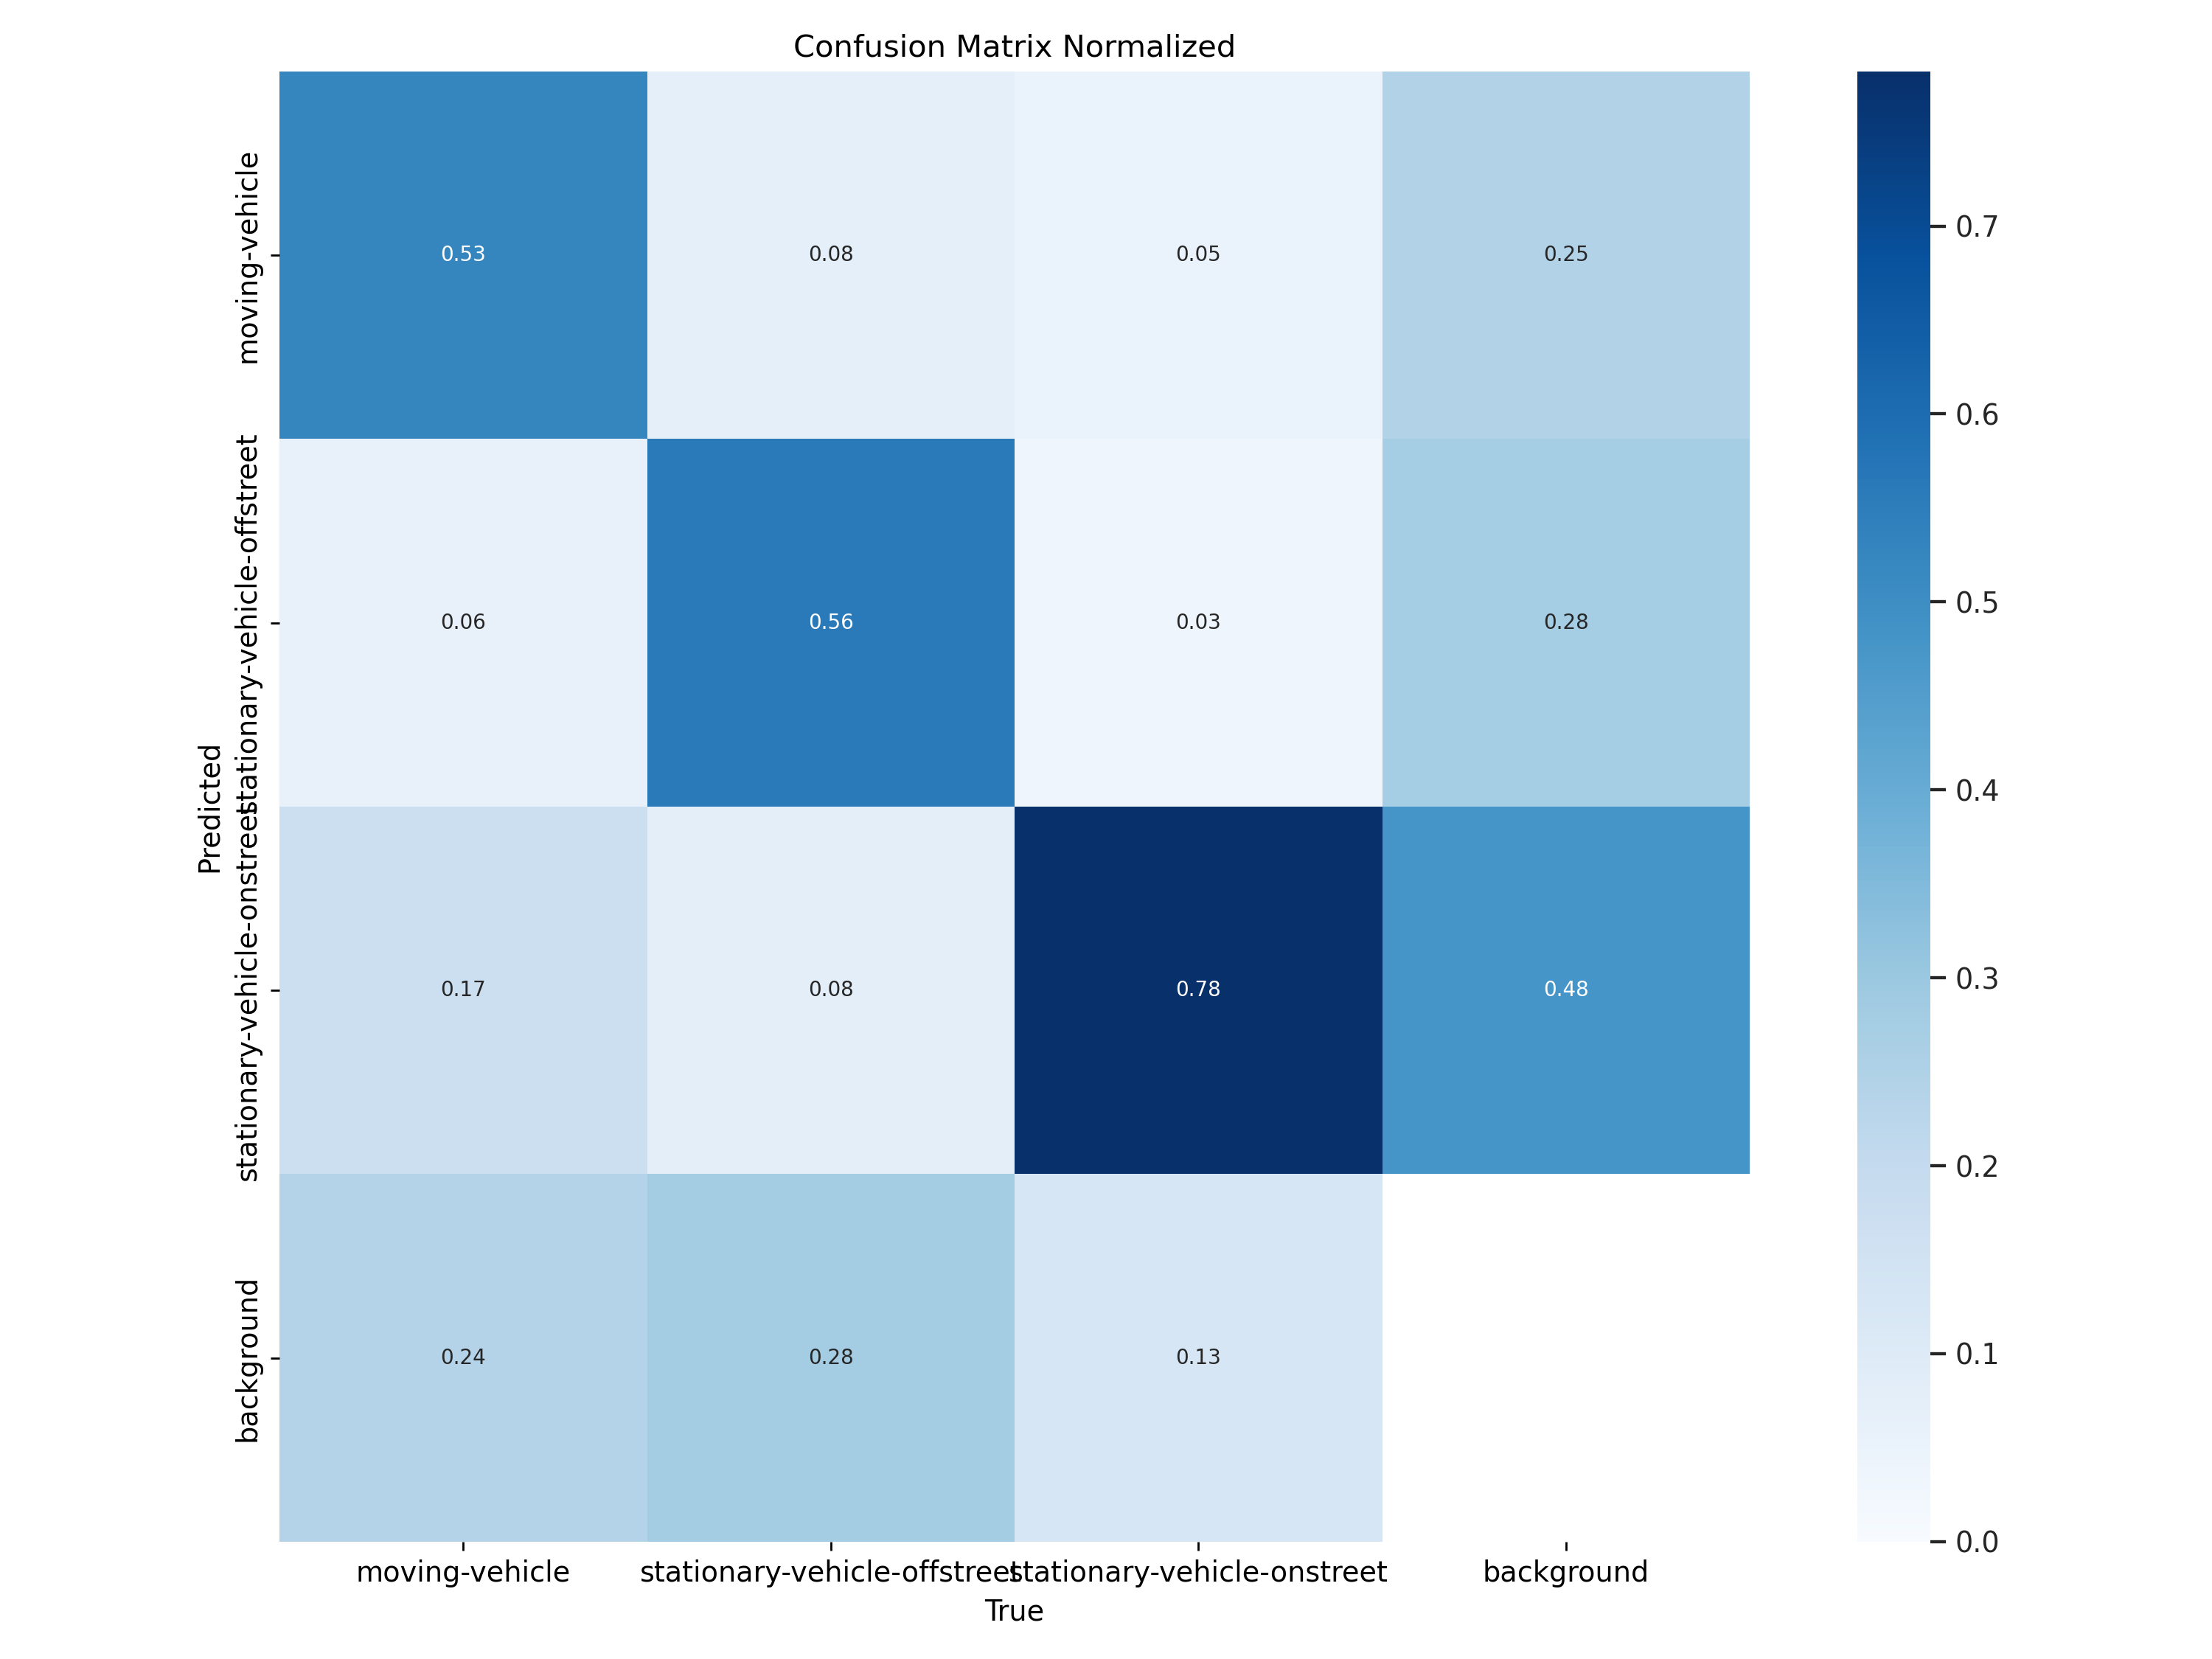 Confusion Matrix Normalized
Predicted
moving-vehicle
stationary-vehicle-offstreet
stationary-vehicle-onstreet
background
0.53 0.08 0.05 0.25
0.06 0.56 0.03 0.28
0.17 0.08 0.78 0.48
0.24 0.28 0.13
moving-vehicle stationary-vehicle-offstreet stationary-vehicle-onstreet background
True
0.7
0.6
0.5
0.4
0.3
0.2
0.1
0.0